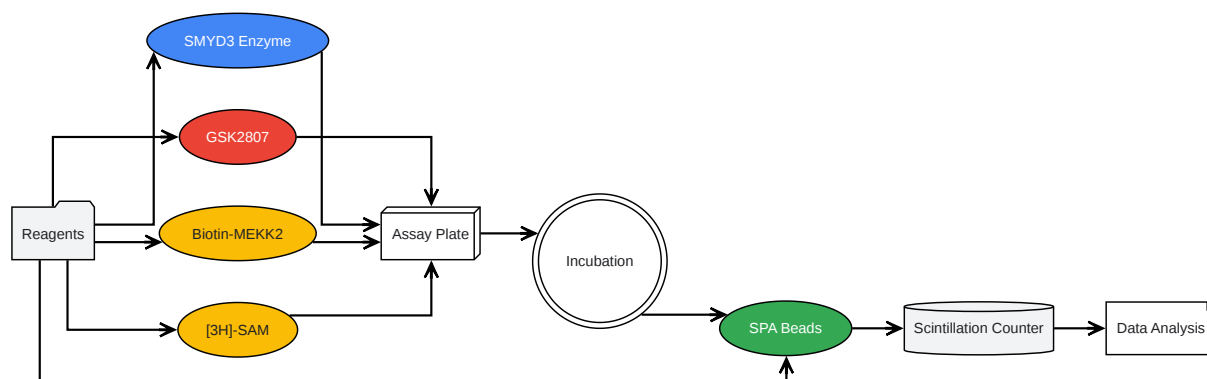 SMYD3 Enzyme
GSK2807
Reagents
Biotin-MEKK2
Assay Plate
Incubation
[3H]-SAM
SPA Beads
Scintillation Counter
Data Analysis